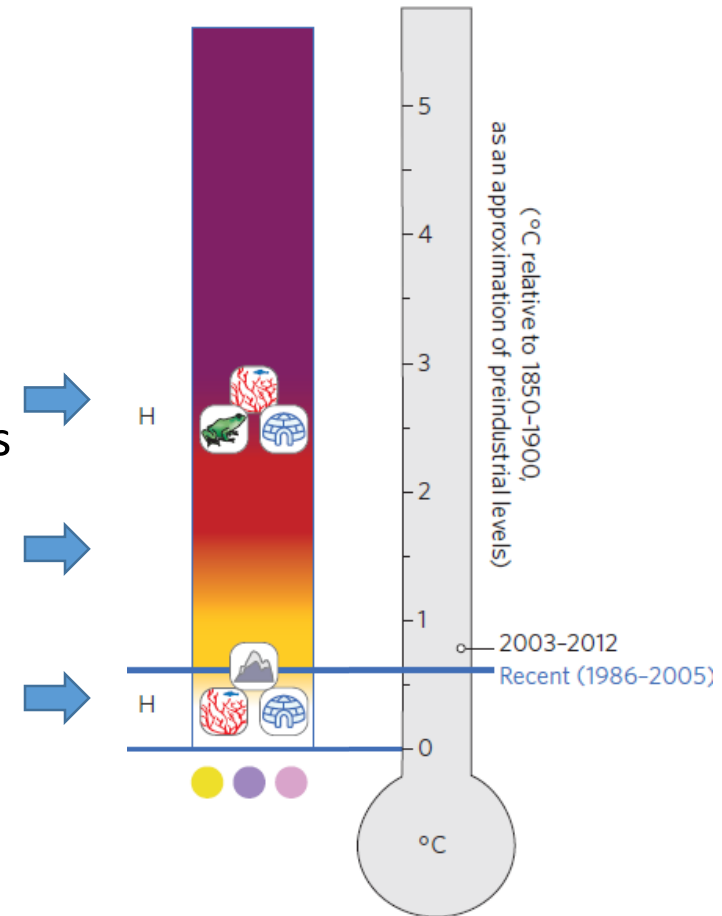 5
4
3
2
1
0
(°C relative to 1850–1900,
as an approximation of preindustrial levels)
H
s
H
2003–2012
Recent (1986–2005)
°C